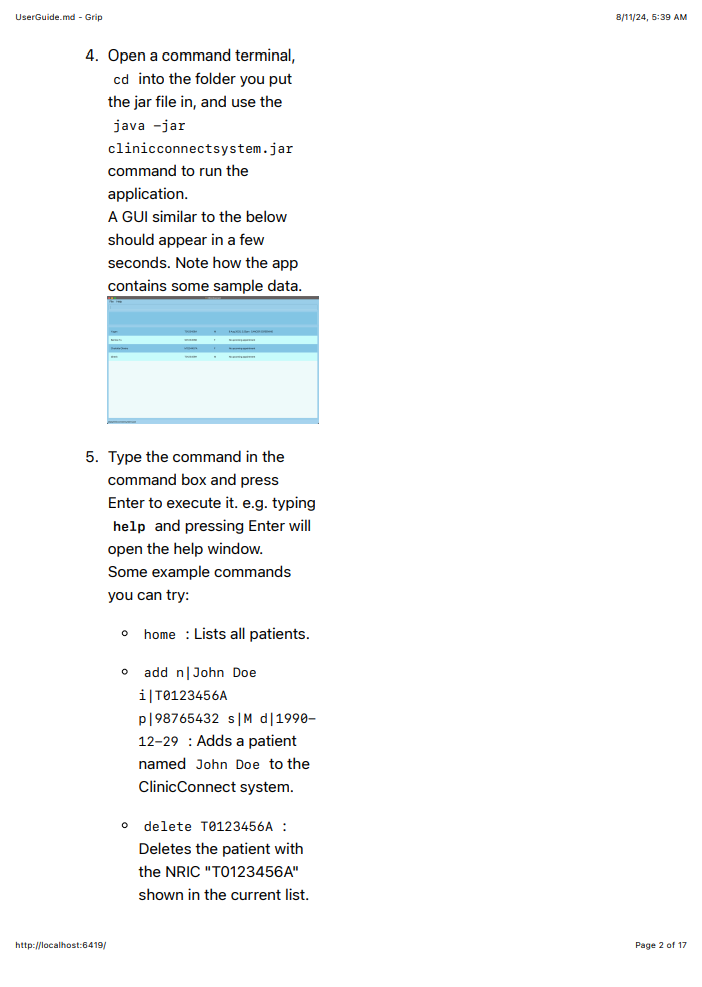 UserGuide.md - Grip
8/11/24, 5:39 AM
4. Open a command terminal,
cd into the folder you put
the jar file in, and use the
java -jar
clinicconnectsystem.jar
command to run the
application.
A GUI similar to the below
should appear in a few
seconds. Note how the app
contains some sample data.
5. Type the command in the
command box and press
Enter to execute it. e.g. typing
help and pressing Enter will
open the help window.
Some example commands
you can try:
home : Lists all patients.
add n|John Doe
i|T0123456A
p|98765432 s|M d|1990-
12-29 : Adds a patient
named John Doe to the
ClinicConnect system.
delete T0123456A :
Deletes the patient with
the NRIC "T0123456A"
shown in the current list.
http://localhost:6419/
Page 2 of 17